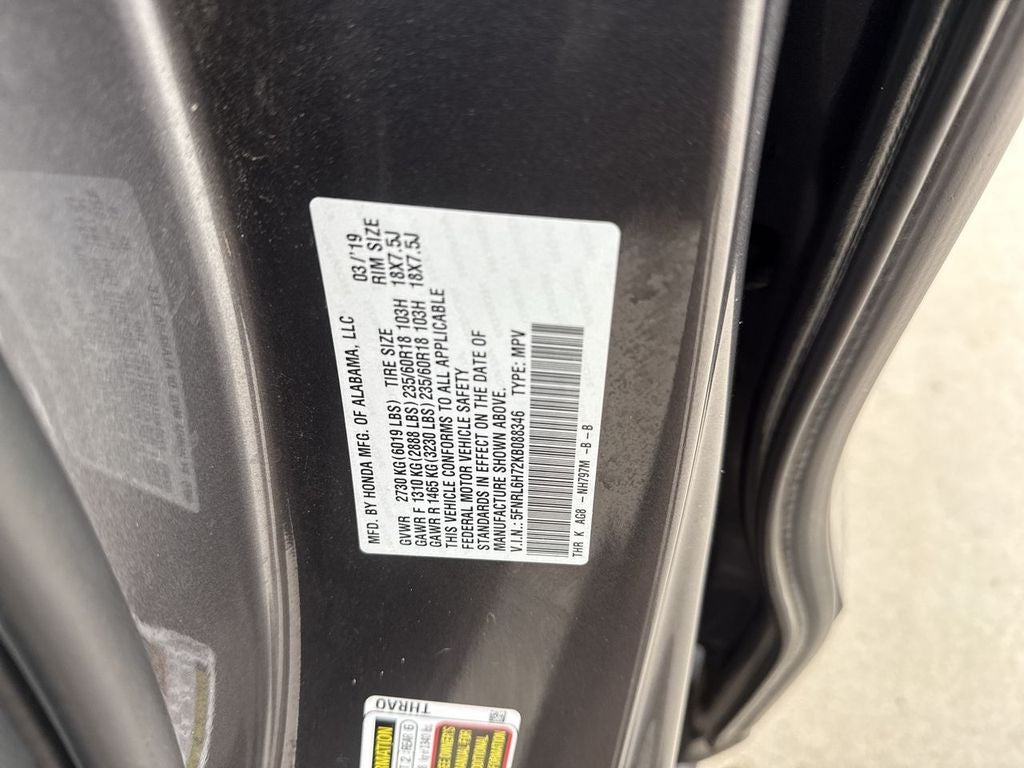 MFD. BY HONDA MFG. OF ALABAMA, LLC 03/'19
TIRE SIZE RIM SIZE
GVWR 2730 KG(6019 LBS)
GAWR F 1310 KG(2888 LBS) 235/60R18 103H 18X7.5J
GAWR R 1465 KG(3230 LBS) 235/60R18 103H 18X7.5J
THIS VEHICLE CONFORMS TO ALL APPLICABLE
FEDERAL MOTOR VEHICLE SAFETY
STANDARDS IN EFFECT ON THE DATE OF
MANUFACTURE SHOWN ABOVE.
V.I.N.: 5FNRL6H72KB088346 TYPE: MPV
THR K AG8 - NH797M -B -B
THRA0